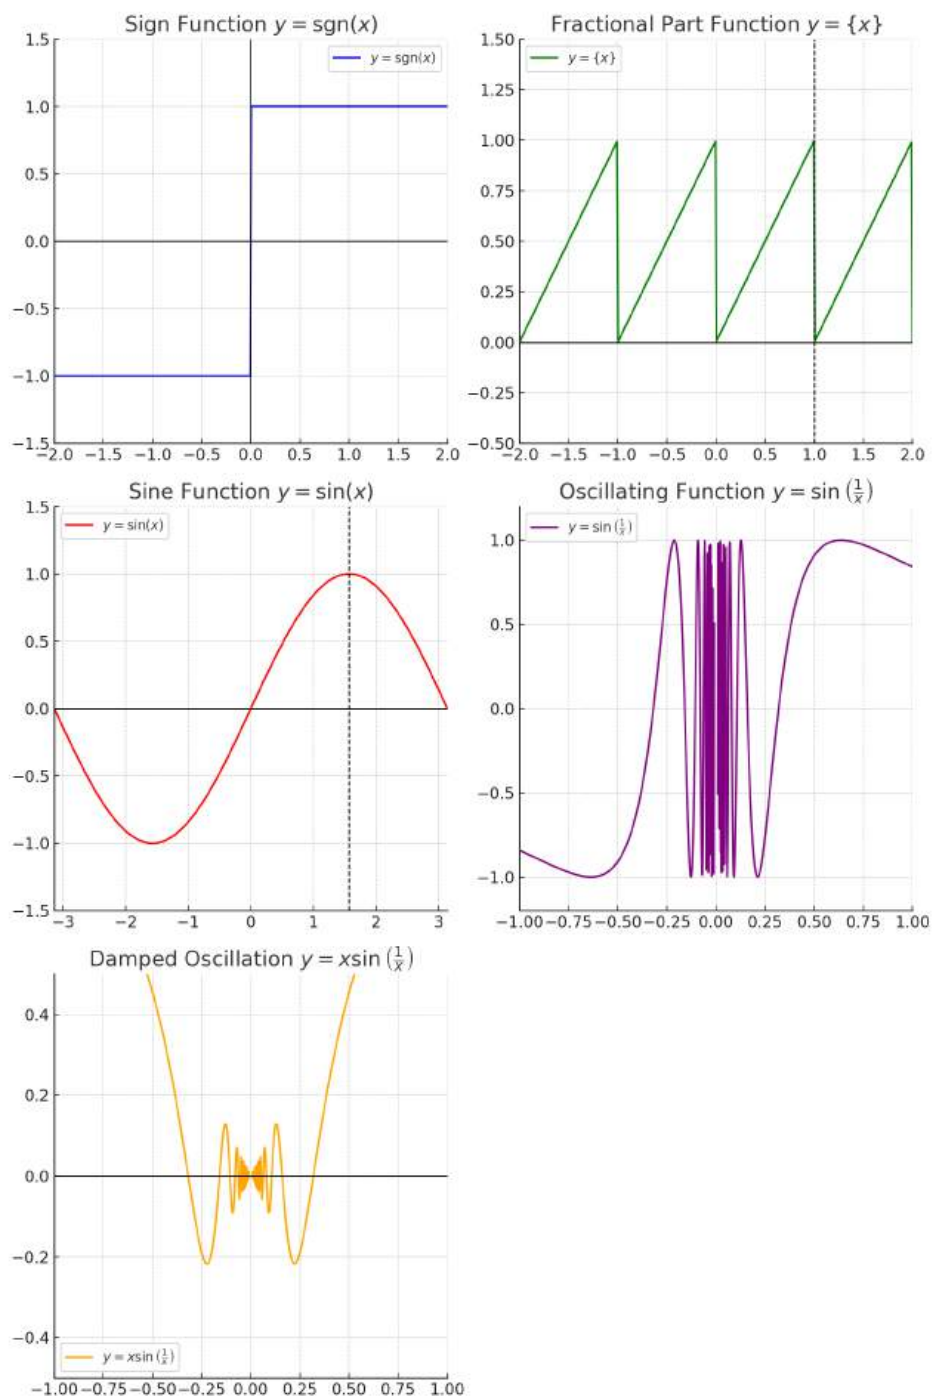 Sign Function y = sgn(x)
1.5
1.0
0.5
0.0
−0.5
−1.0
−1.5
y = sgn(x)
−2.0 −1.5 −1.0 −0.5 0.0 0.5 1.0 1.5 2.0
Fractional Part Function y = {x}
1.50
1.25
1.00
0.75
0.50
0.25
0.00
−0.25
−0.50
y = {x}
−2.0 −1.5 −1.0 −0.5 0.0 0.5 1.0 1.5 2.0
Sine Function y = sin(x)
1.5
1.0
0.5
0.0
−0.5
−1.0
−1.5
y = sin(x)
−3 −2 −1 0 1 2 3
Oscillating Function y = sin (1/x)
1.0
0.5
0.0
−0.5
−1.0
y = sin (1/x)
−1.00 −0.75 −0.50 −0.25 0.00 0.25 0.50 0.75 1.00
Damped Oscillation y = xsin (1/x)
0.4
0.2
0.0
−0.2
−0.4
y = xsin (1/x)
−1.00 −0.75 −0.50 −0.25 0.00 0.25 0.50 0.75 1.00